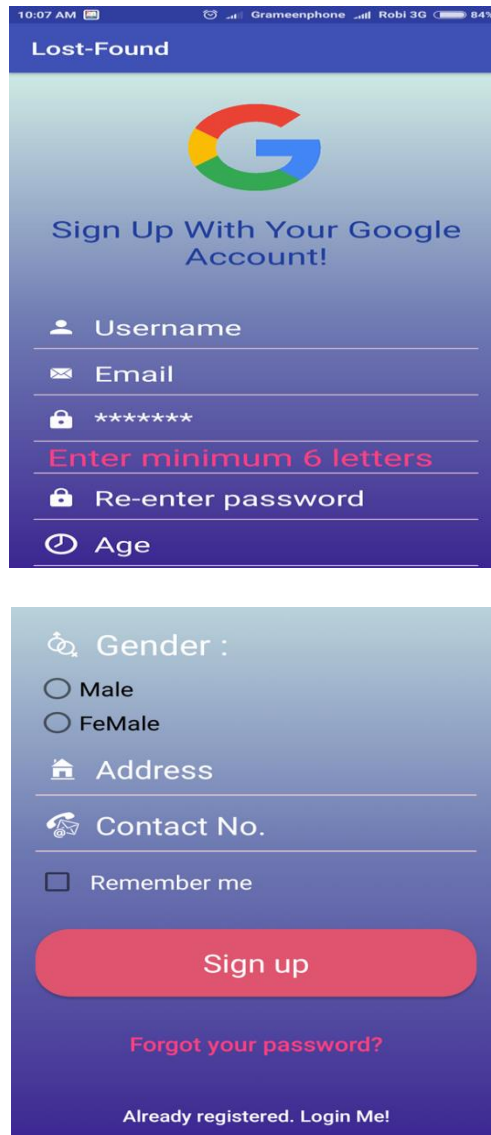 10:07 AM Grameenphone Robi 3G 84%
Lost-Found
Sign Up With Your Google
Account!
Username
Email
*******
Enter minimum 6 letters
Re-enter password
Age
Gender :
Male
FeMale
Address
Contact No.
Remember me
Sign up
Forgot your password?
Already registered. Login Me!